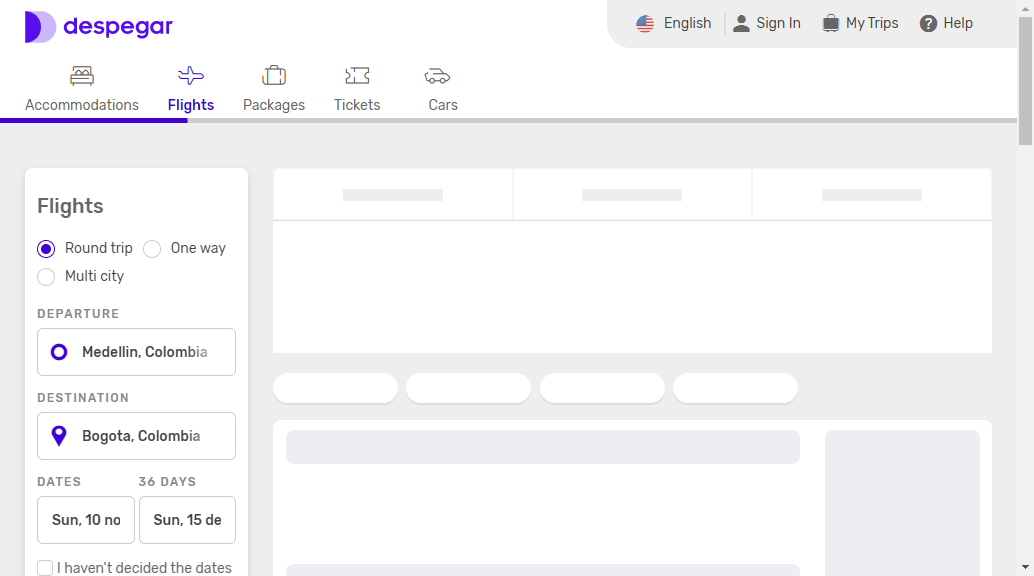 despegar
English
Sign In
My Trips
Help
Accommodations
Flights
Packages
Tickets
Cars
Flights
Round trip
One way
Multi city
DEPARTURE
Medellin, Colombia
DESTINATION
Bogota, Colombia
DATES
36 DAYS
Sun, 10 no
Sun, 15 de
I haven't decided the dates